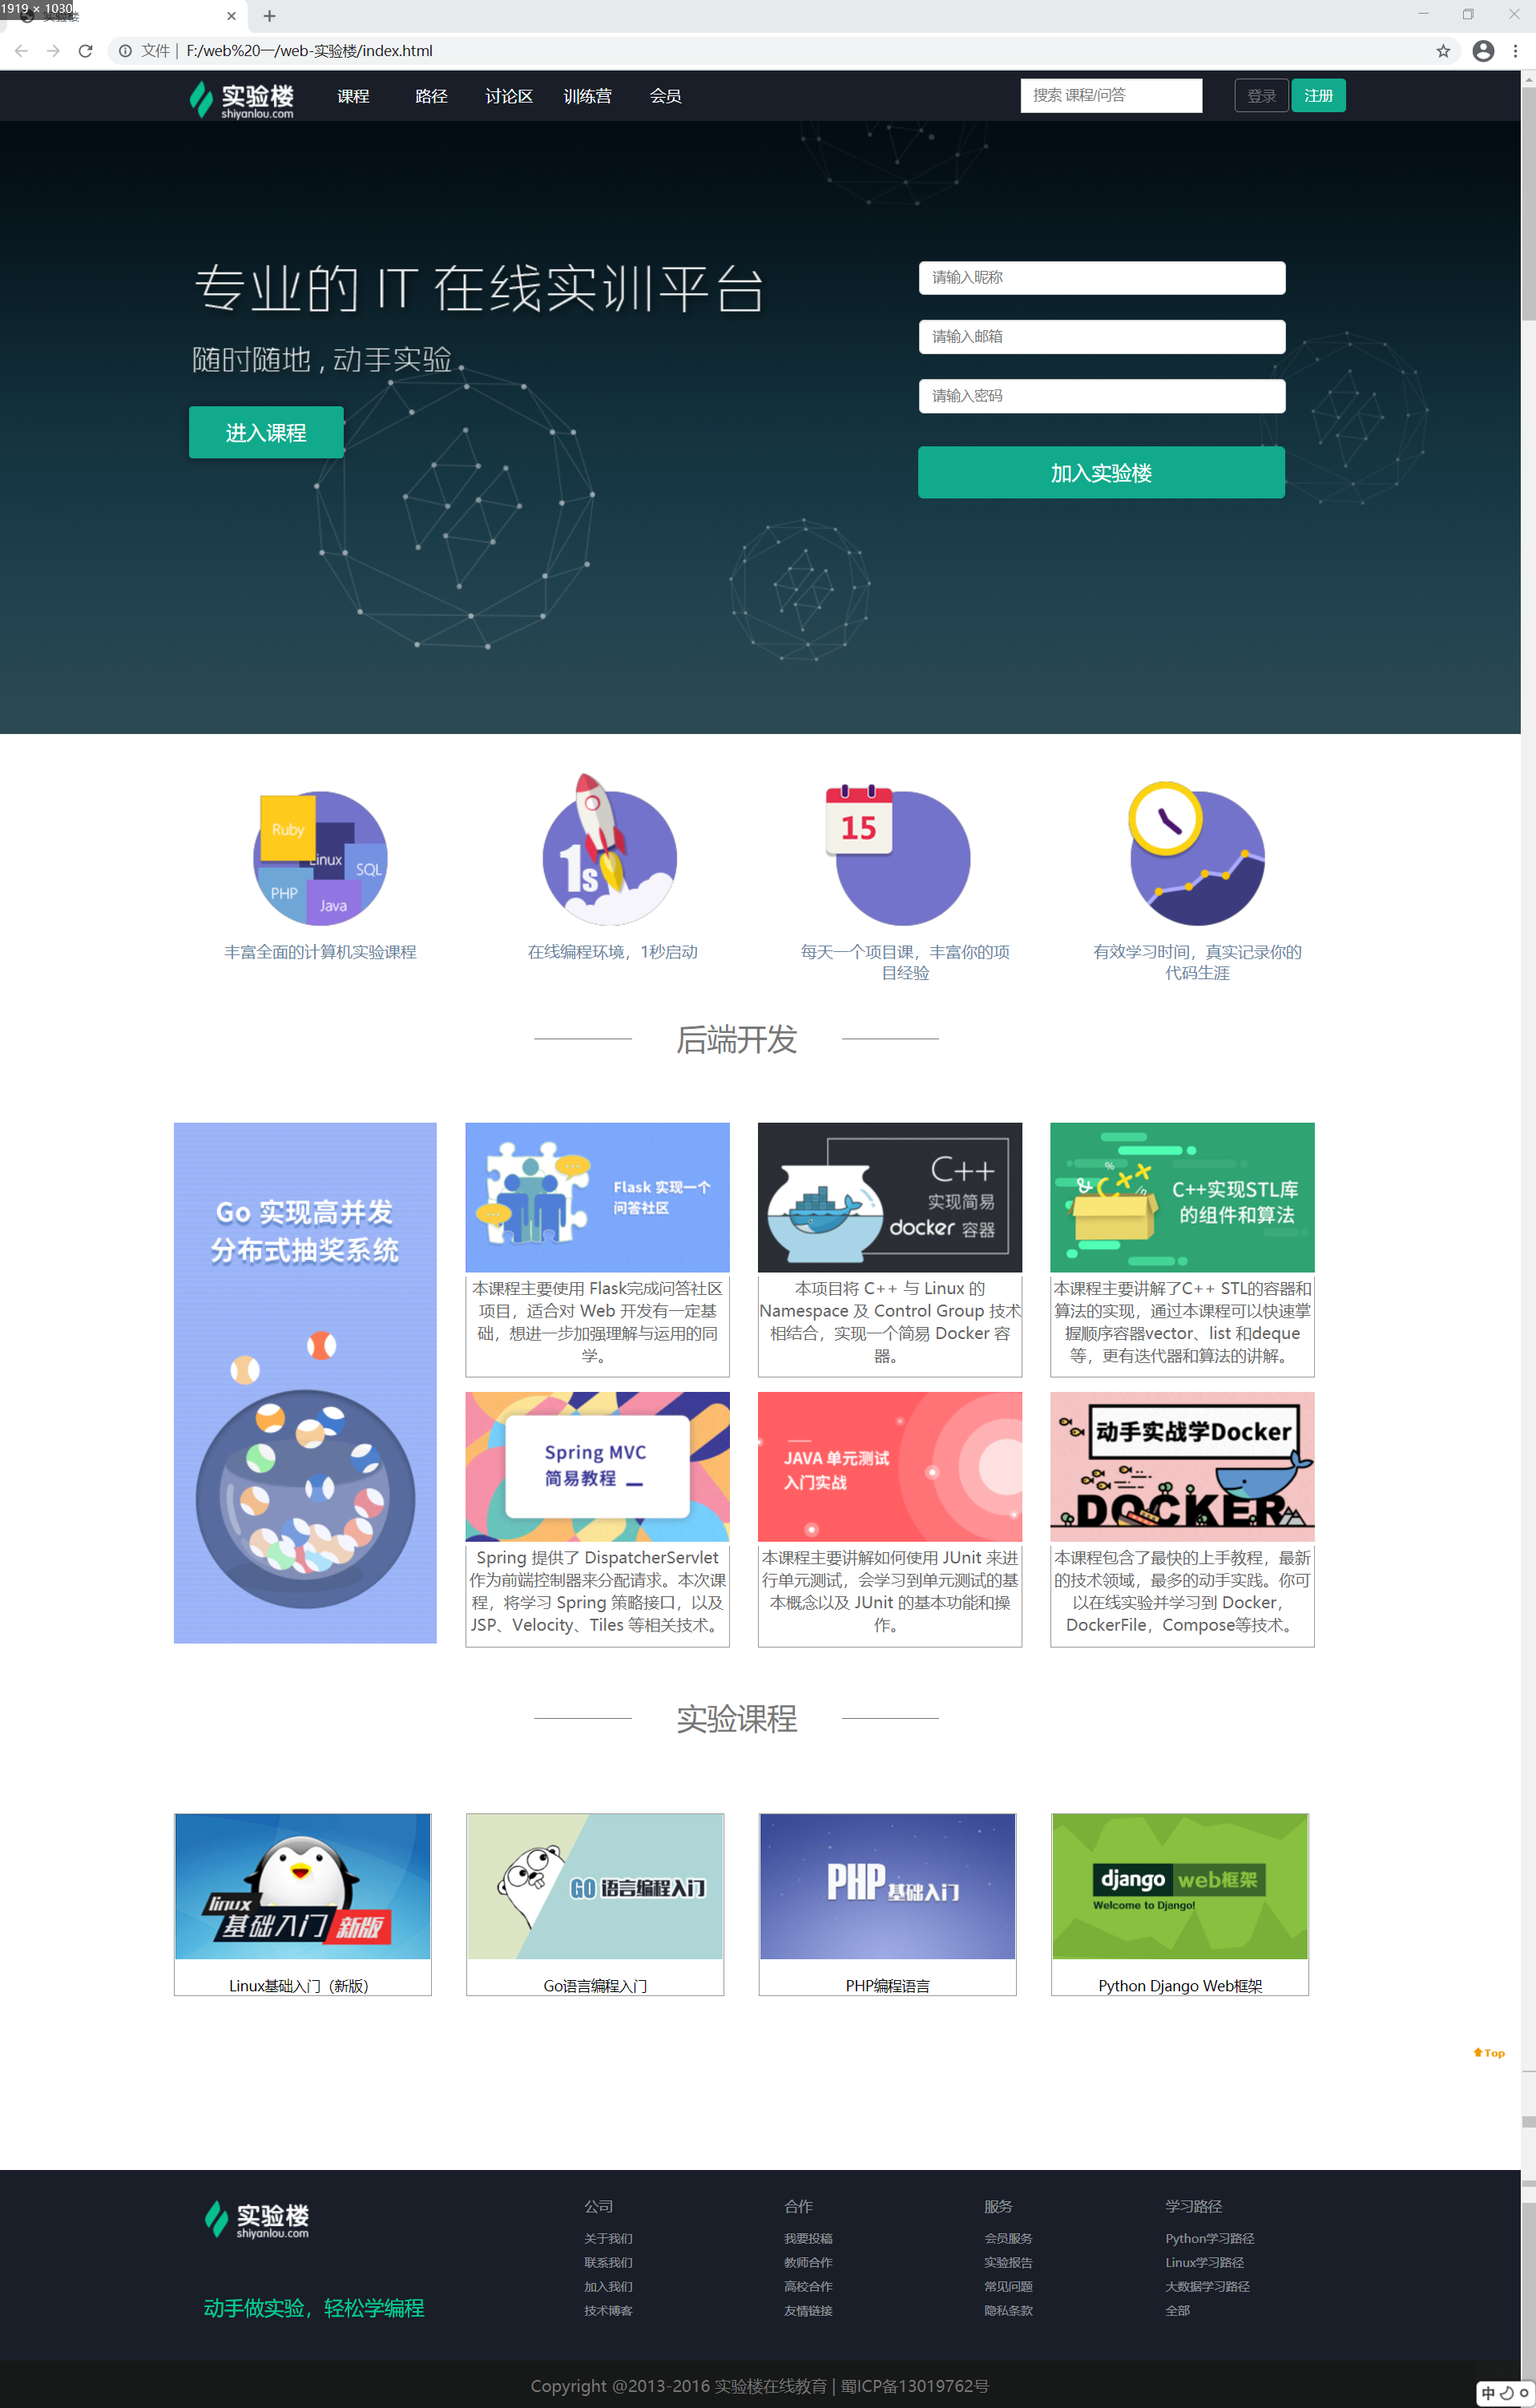 1919 × 1030
实验楼
文件 | F:/web%20一/web-实验楼/index.html
实验楼
shiyanlou.com
课程 路径 讨论区 训练营 会员
搜索 课程/问答
登录 注册
专业的 IT 在线实训平台
随时随地 , 动手实验
进入课程
请输入昵称
请输入邮箱
请输入密码
加入实验楼
Ruby
Linux
SQL
PHP
Java
1s
15
丰富全面的计算机实验课程
在线编程环境，1秒启动
每天一个项目课，丰富你的项
目经验
有效学习时间，真实记录你的
代码生涯
后端开发
Go 实现高并发
分布式抽奖系统
Flask 实现一个
问答社区
本课程主要使用 Flask完成问答社区
项目，适合对 Web 开发有一定基
础，想进一步加强理解与运用的同
学。
C++
实现简易
docker 容器
本项目将 C++ 与 Linux 的
Namespace 及 Control Group 技术
相结合，实现一个简易 Docker 容
器。
& C++
%
C++实现STL库
的组件和算法
本课程主要讲解了C++ STL的容器和
算法的实现，通过本课程可以快速掌
握顺序容器vector、list 和deque
等，更有迭代器和算法的讲解。
Spring MVC
简易教程
Spring 提供了 DispatcherServlet
作为前端控制器来分配请求。本次课
程，将学习 Spring 策略接口，以及
JSP、Velocity、Tiles 等相关技术。
JAVA 单元测试
入门实战
本课程主要讲解如何使用 JUnit 来进
行单元测试，会学习到单元测试的基
本概念以及 JUnit 的基本功能和操
作。
动手实战学Docker
DOCKER
本课程包含了最快的上手教程，最新
的技术领域，最多的动手实践。你可
以在线实验并学习到 Docker，
DockerFile，Compose等技术。
实验课程
linux
基础入门 新版
Linux基础入门（新版）
GO 语言编程入门
Go语言编程入门
PHP基础入门
PHP编程语言
django web框架
Welcome to Django!
Python Django Web框架
Top
实验楼
shiyanlou.com
动手做实验，轻松学编程
公司
关于我们
联系我们
加入我们
技术博客
合作
我要投稿
教师合作
高校合作
友情链接
服务
会员服务
实验报告
常见问题
隐私条款
学习路径
Python学习路径
Linux学习路径
大数据学习路径
全部
Copyright @2013-2016 实验楼在线教育 | 蜀ICP备13019762号
中